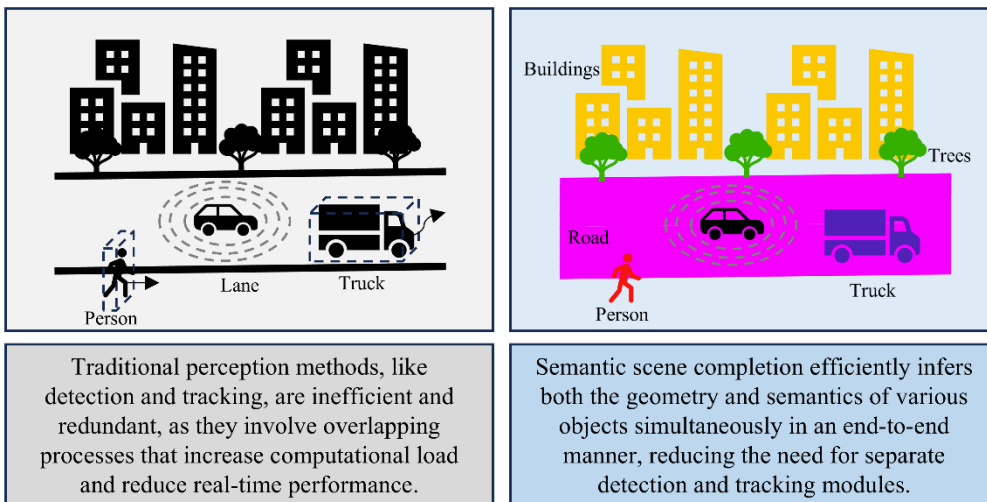 Person
Lane
Truck
Traditional perception methods, like
detection and tracking, are inefficient and
redundant, as they involve overlapping
processes that increase computational load
and reduce real-time performance.
Buildings
Trees
Road
Truck
Person
Semantic scene completion efficiently infers
both the geometry and semantics of various
objects simultaneously in an end-to-end
manner, reducing the need for separate
detection and tracking modules.